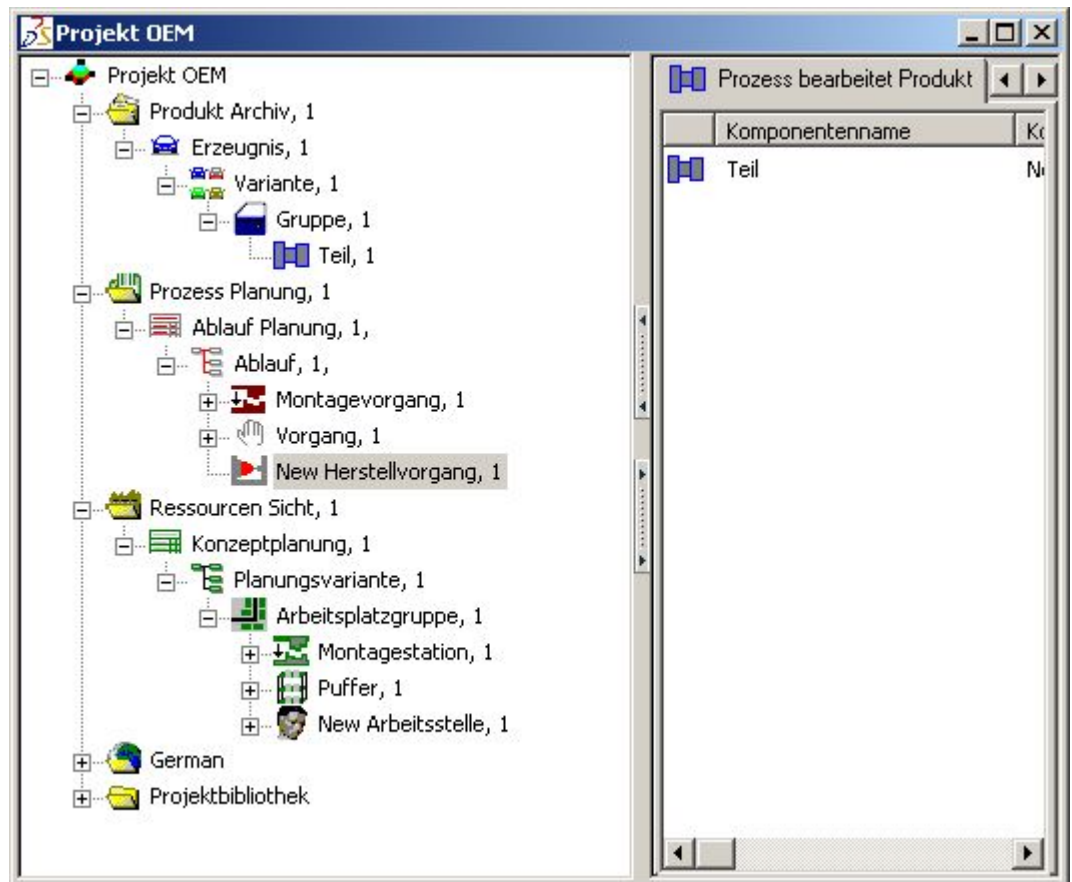 Projekt OEM
Projekt OEM
Produkt Archiv, 1
Erzeugnis, 1
Variante, 1
Gruppe, 1
Teil, 1
Prozess Planung, 1
Ablauf Planung, 1,
Ablauf, 1,
Montagevorgang, 1
Vorgang, 1
New Herstellvorgang, 1
Ressourcen Sicht, 1
Konzeptplanung, 1
Planungsvariante, 1
Arbeitsplatzgruppe, 1
Montagestation, 1
Puffer, 1
New Arbeitsstelle, 1
German
Projektbibliothek
Prozess bearbeitet Produkt
Komponentenname
Teil